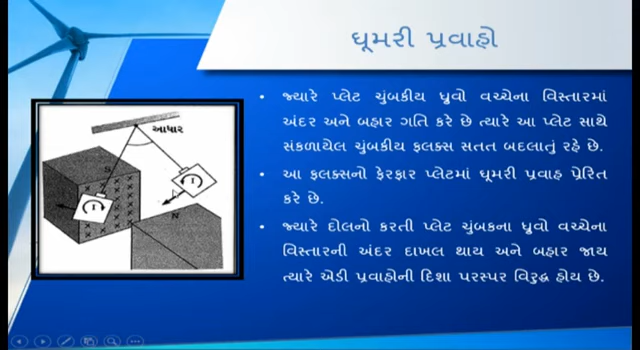 ઘૂમરી પ્રવાહો
આધાર
S
I
I
N
• જ્યારે પ્લેટ ચુંબકીય ધ્રુવો વચ્ચેના વિસ્તારમાં
અંદર અને બહાર ગતિ કરે છે ત્યારે આ પ્લેટ સાથે
સંકળાયેલ ચુંબકીય ફ્લક્સ સતત બદલાતું રહે છે.
• આ ફ્લક્સનો ફેરફાર પ્લેટમાં ઘૂમરી પ્રવાહ પ્રેરિત
કરે છે.
• જ્યારે દોલનો કરતી પ્લેટ ચુંબકના ધ્રુવો વચ્ચેના
વિસ્તારની અંદર દાખલ થાય અને બહાર જાય
ત્યારે એડી પ્રવાહોની દિશા પરસ્પર વિરુદ્ધ હોય છે.